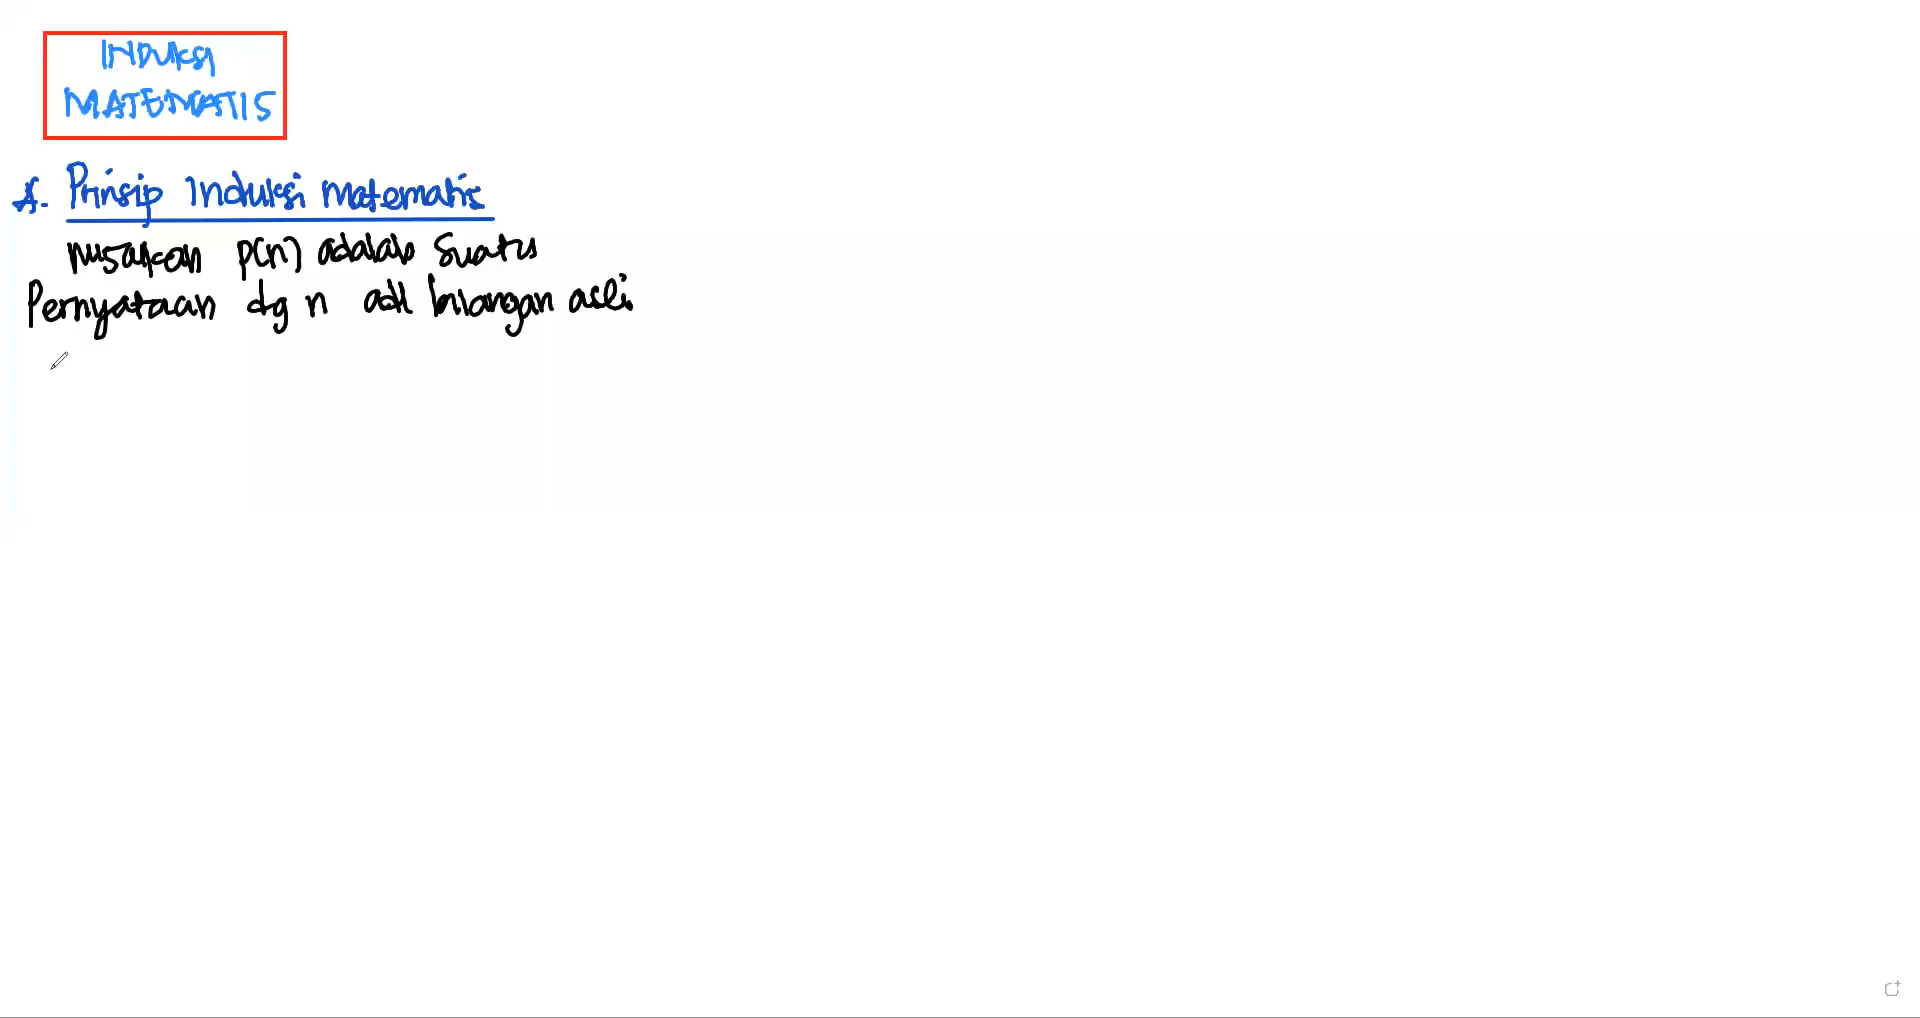 INDUKSI
MATEMATIS
A. Prinsip Induksi Matematis
Misalkan p(n) adalah suatu
Pernyataan dg n adl bilangan asli.